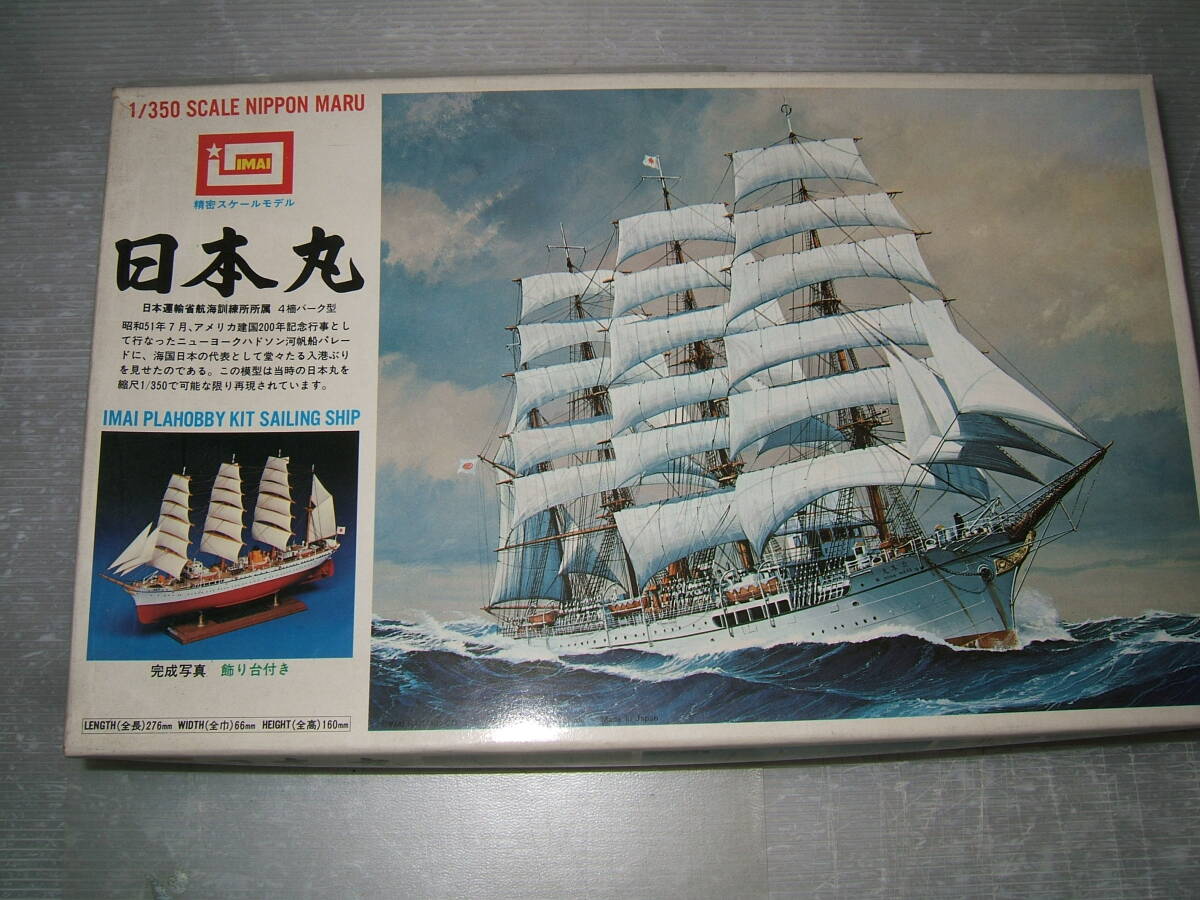 1/350 SCALE NIPPON MARU
IMAI
精密スケールモデル
日本丸
日本運輸省航海訓練所所属 4檣バーク型
昭和51年7月、アメリカ建国200年記念行事とし
て行なったニューヨークハドソン河帆船パレー
ドに、海国日本の代表として堂々たる入港ぶり
を見せたのである。この模型は当時の日本丸を
縮尺1/350で可能な限り再現されています。
IMAI PLAHOBBY KIT SAILING SHIP
完成写真 飾り台付き
LENGTH(全長)276mm WIDTH(全巾)66mm HEIGHT(全高)160mm
Made in Japan